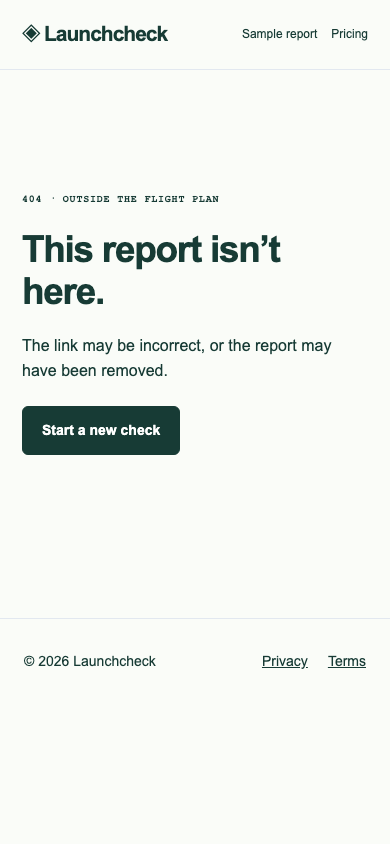 Launchcheck
Sample report
Pricing
404 · OUTSIDE THE FLIGHT PLAN
This report isn’t
here.
The link may be incorrect, or the report may
have been removed.
Start a new check
© 2026 Launchcheck
Privacy
Terms